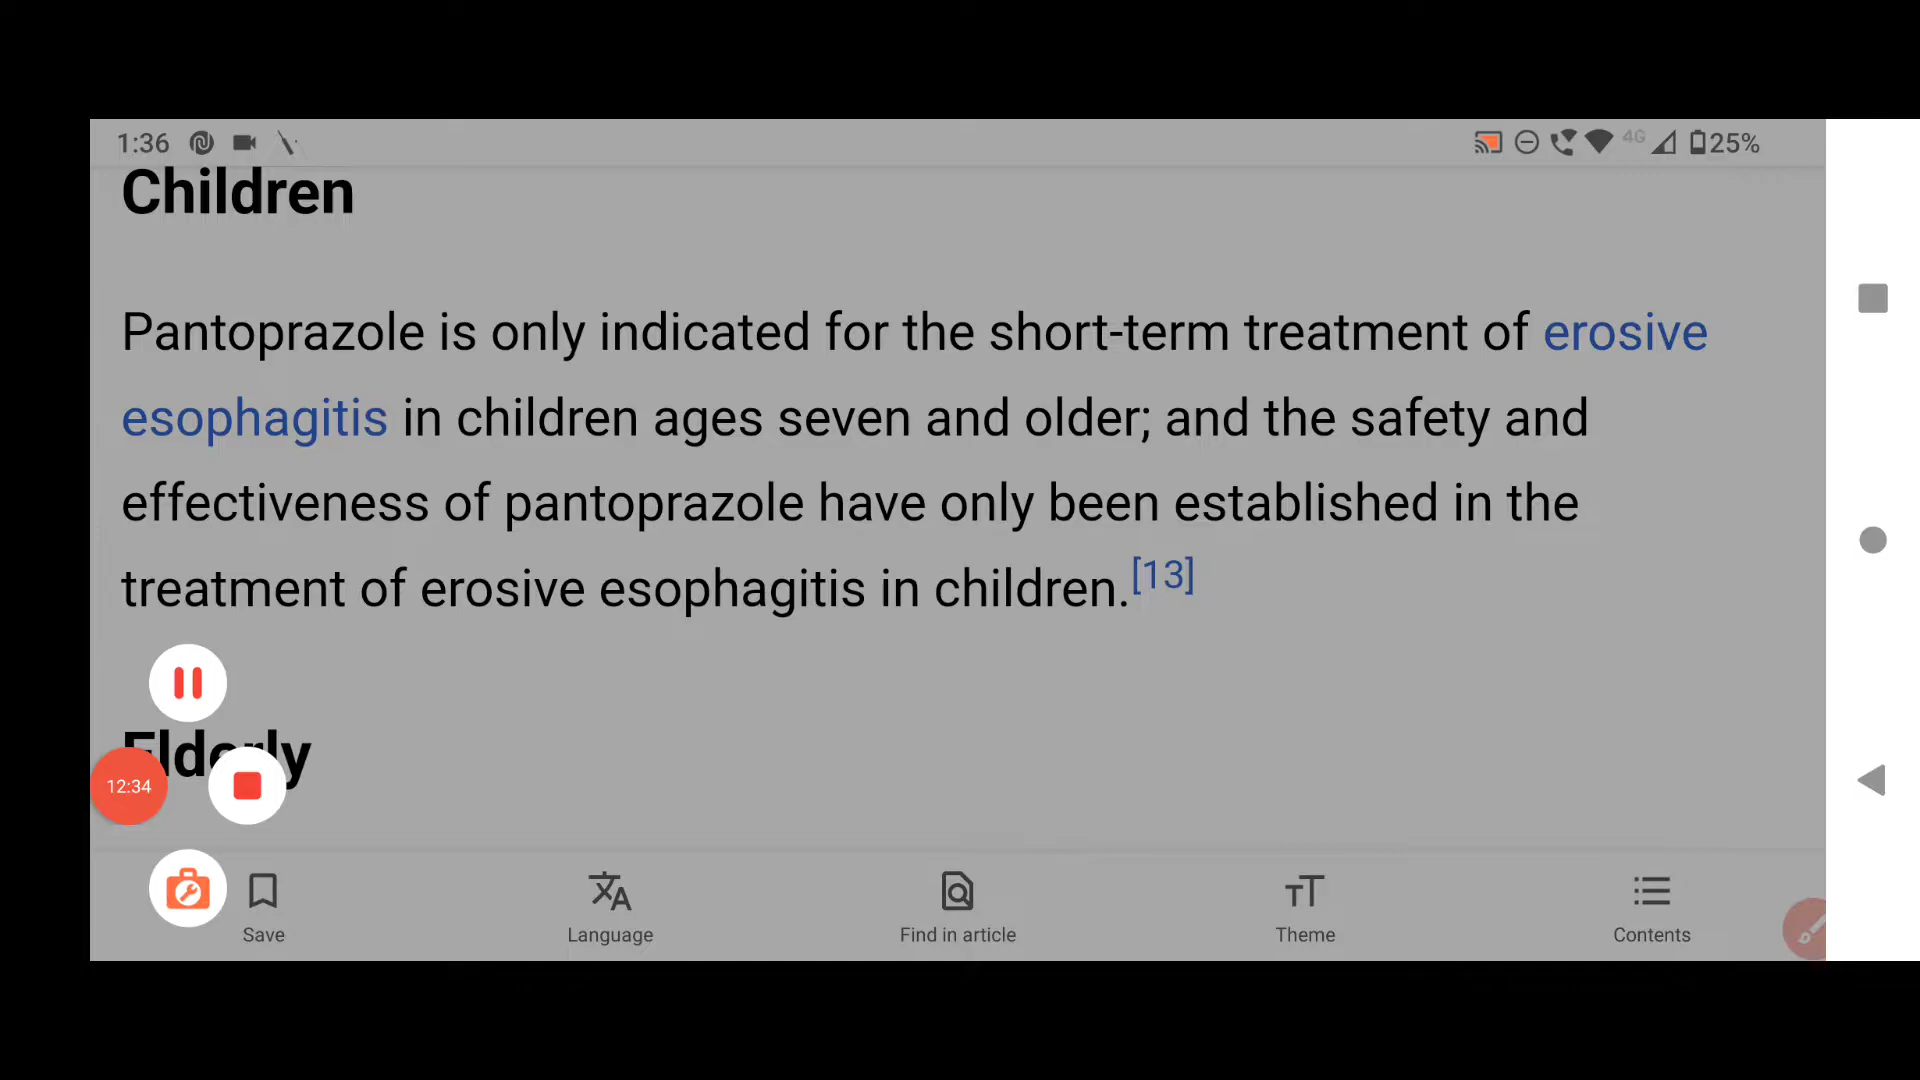 1:36
4G
25%
Children
Pantoprazole is only indicated for the short-term treatment of erosive
esophagitis in children ages seven and older; and the safety and
effectiveness of pantoprazole have only been established in the
treatment of erosive esophagitis in children.[13]
Elderly
12:34
Save
Language
Find in article
Theme
Contents